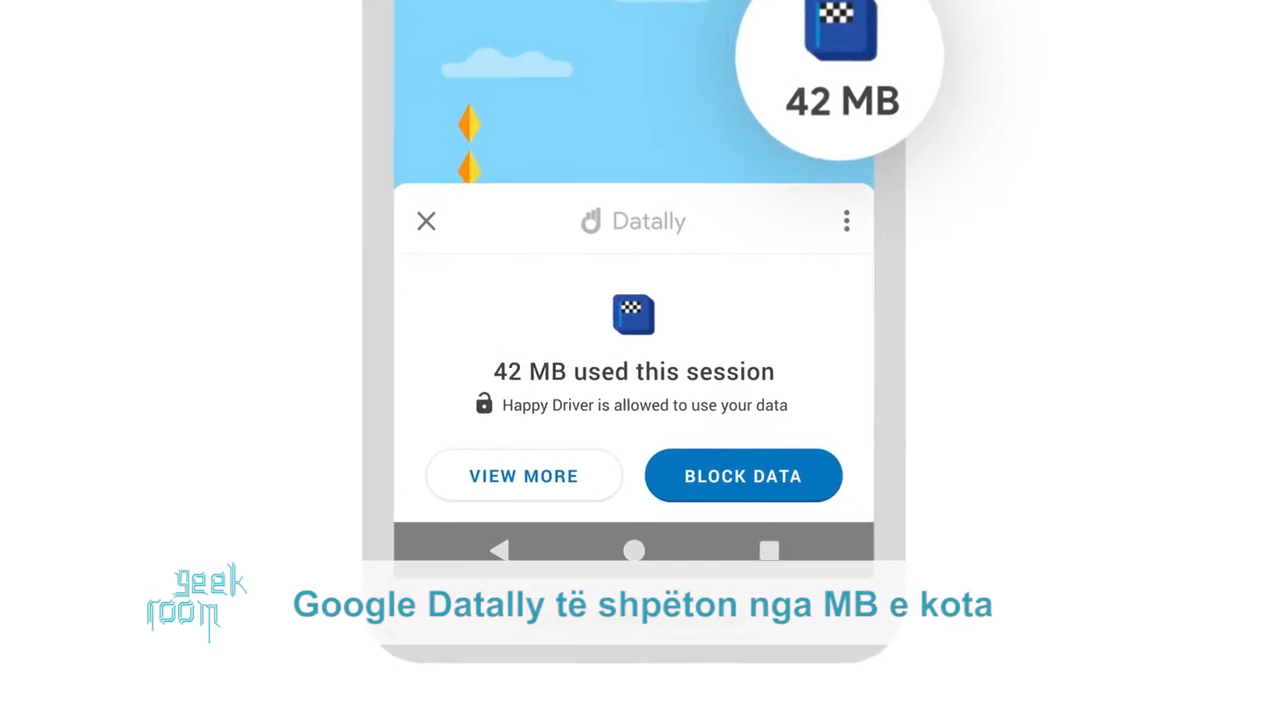 42 MB
Datally
42 MB used this session
Happy Driver is allowed to use your data
VIEW MORE
BLOCK DATA
geek
room
Google Datally të shpëton nga MB e kota